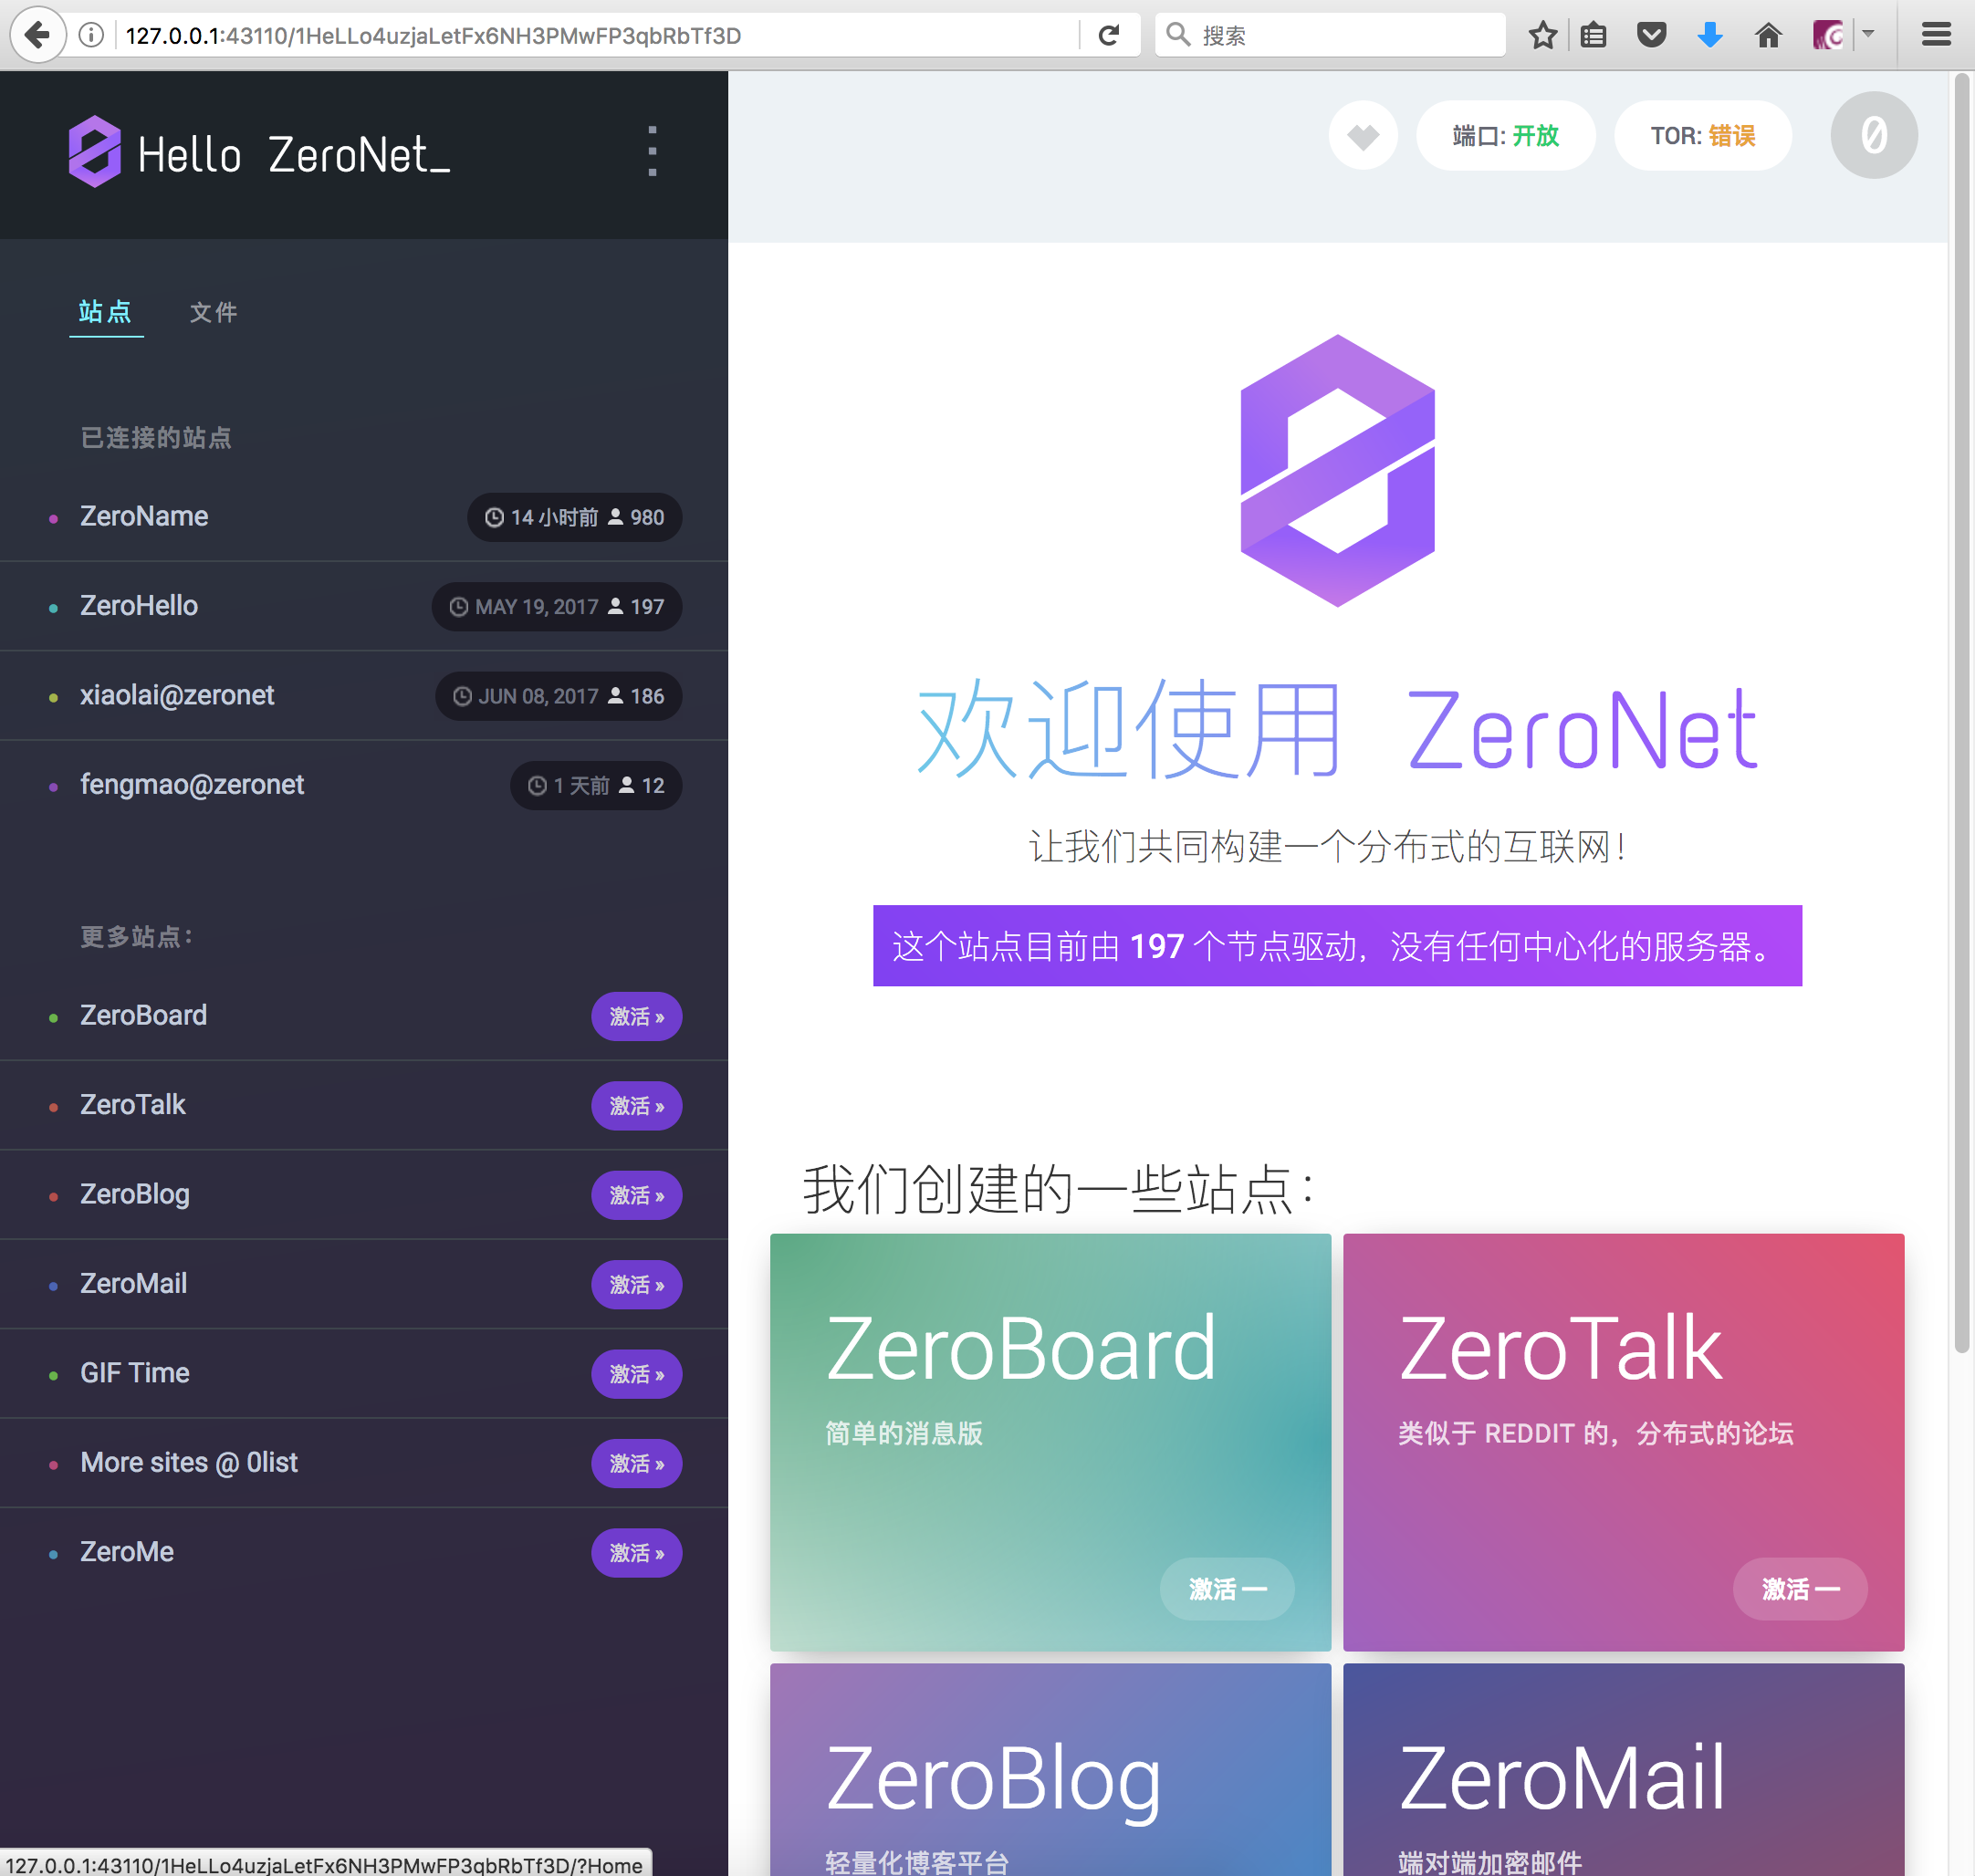 127.0.0.1:43110/1HeLLo4uzjaLetFx6NH3PMwFP3qbRbTf3D
搜索
Hello ZeroNet_
端口: 开放
TOR: 错误
0
站点
文件
已连接的站点
ZeroName 14 小时前 980
ZeroHello MAY 19, 2017 197
xiaolai@zeronet JUN 08, 2017 186
fengmao@zeronet 1 天前 12
更多站点:
ZeroBoard 激活 »
ZeroTalk 激活 »
ZeroBlog 激活 »
ZeroMail 激活 »
GIF Time 激活 »
More sites @ 0list 激活 »
ZeroMe 激活 »
欢迎使用 ZeroNet
让我们共同构建一个分布式的互联网!
这个站点目前由 197 个节点驱动，没有任何中心化的服务器。
我们创建的一些站点:
ZeroBoard
简单的消息版
激活 —
ZeroTalk
类似于 REDDIT 的，分布式的论坛
激活 —
ZeroBlog
轻量化博客平台
ZeroMail
端对端加密邮件
127.0.0.1:43110/1HeLLo4uzjaLetFx6NH3PMwFP3qbRbTf3D/?Home